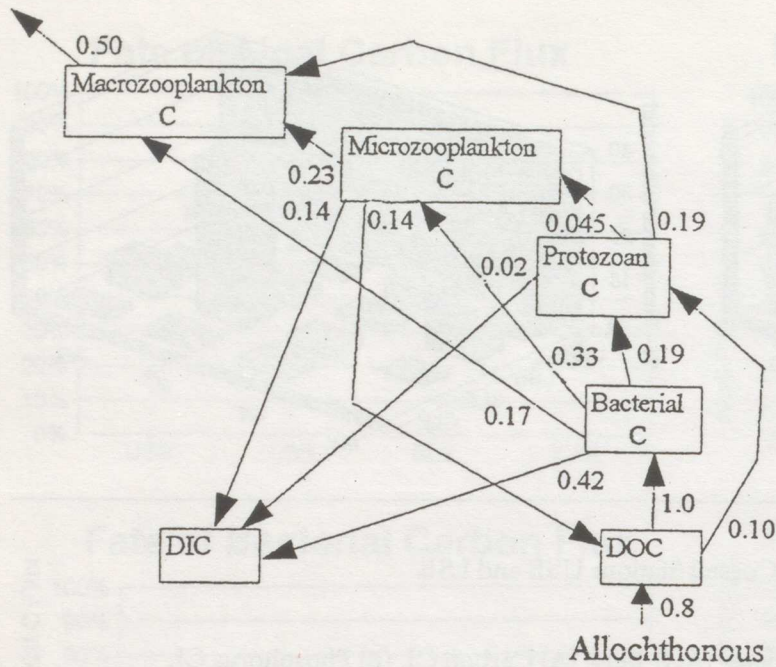 0.50
Macrozooplankton
C
Microzooplankton
C
0.23
0.14
0.14
0.045
0.19
Protozoan
C
0.02
0.33
0.19
Bacterial
C
0.17
0.42
1.0
0.10
DIC
DOC
0.8
Allochthonous